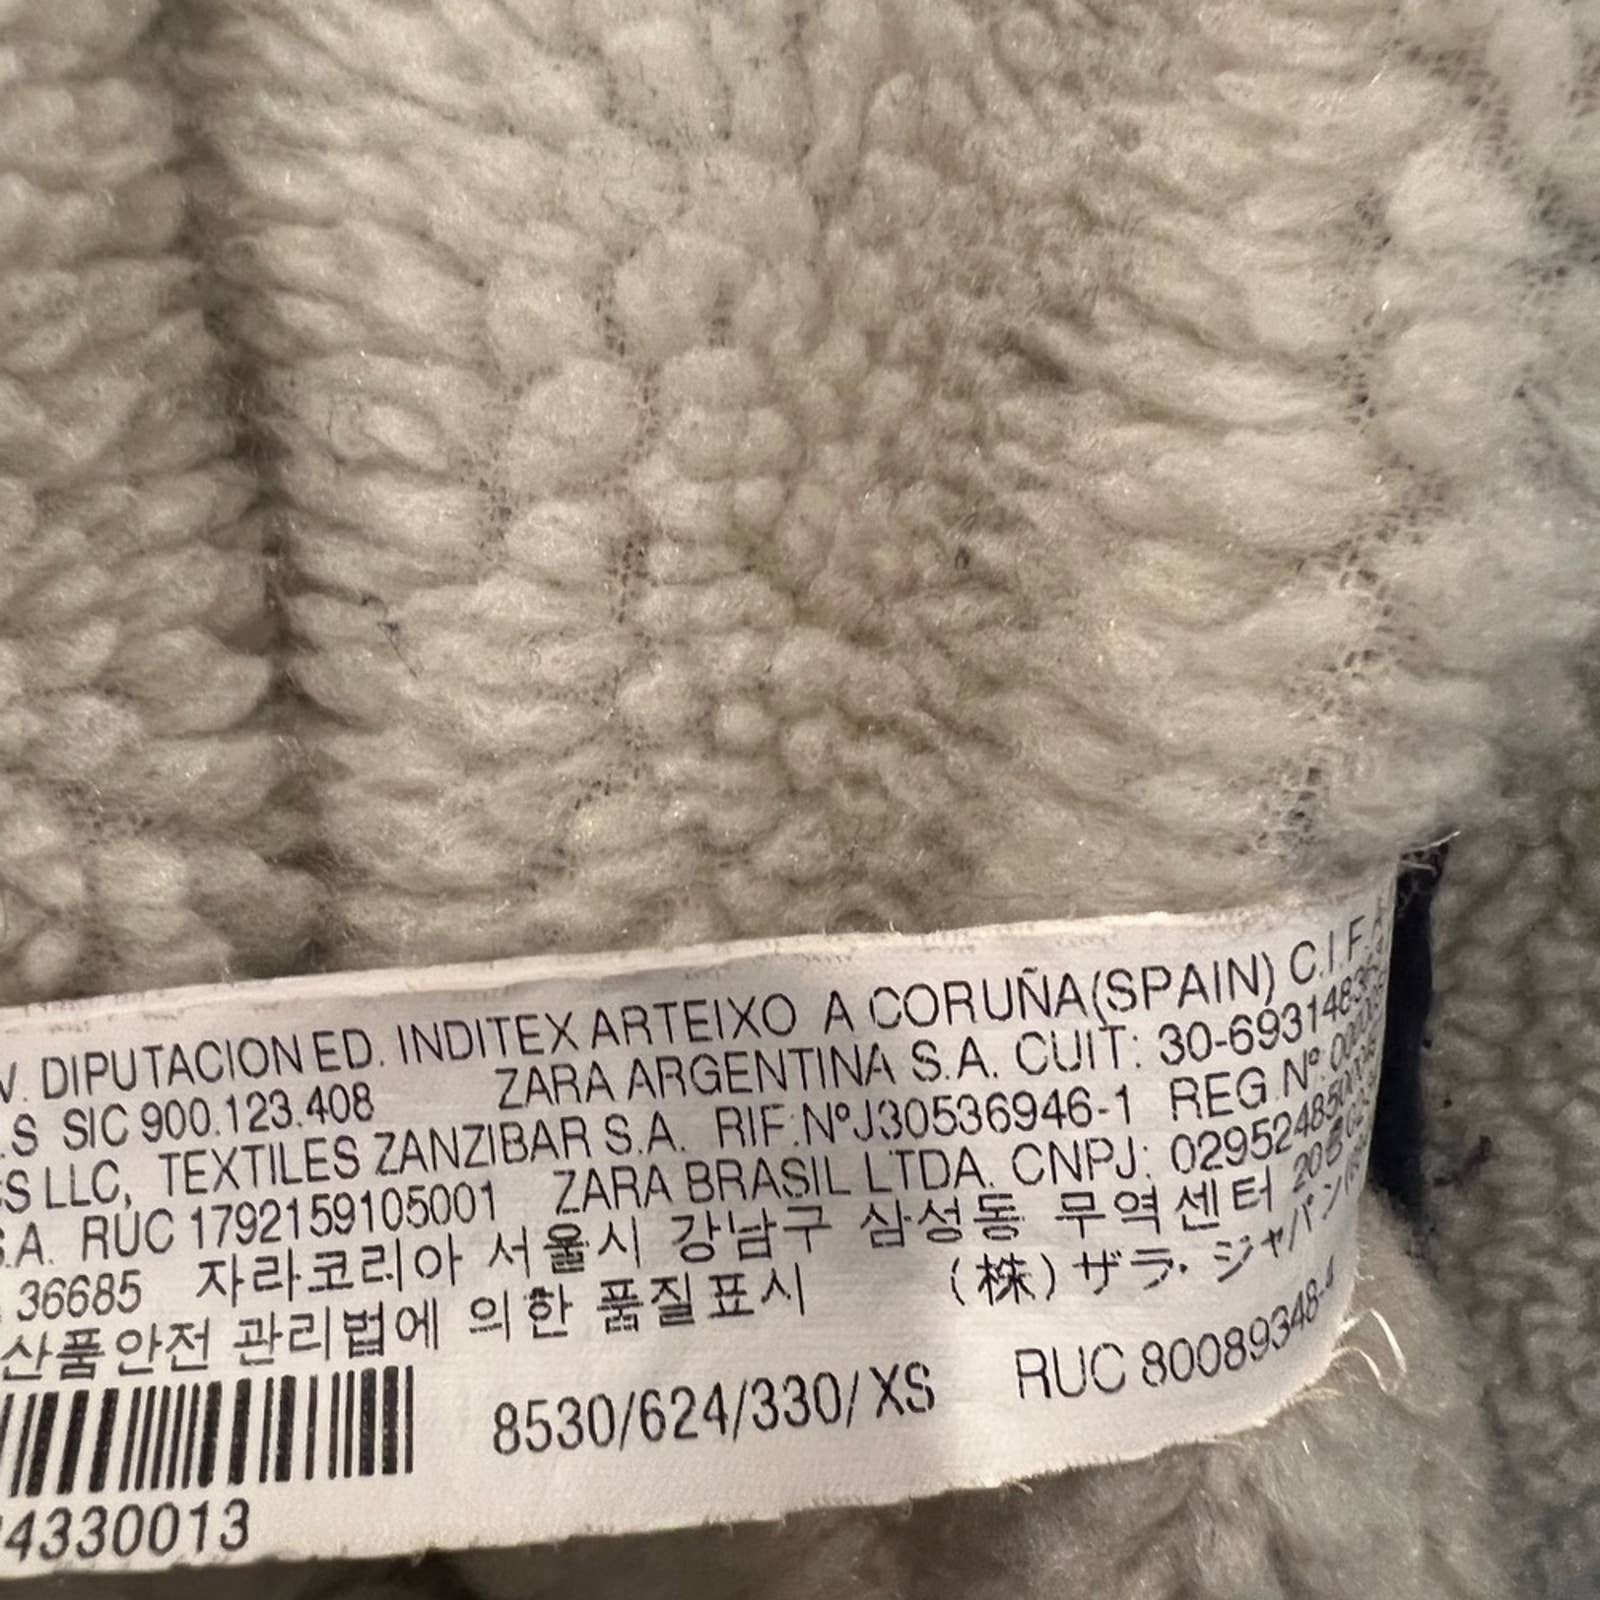 V. DIPUTACION ED. INDITEX ARTEIXO A CORUÑA(SPAIN) C.I.F.
.S SIC 900.123.408 ZARA ARGENTINA S.A. CUIT: 30-6931483
S LLC, TEXTILES ZANZIBAR S.A. RIF:NºJ30536946-1 REG.Nº
S.A. RUC 1792159105001 ZARA BRASIL LTDA. CNPJ: 029524850
36685 자라코리아 서울시 강남구 삼성동 무역센터
산품안전 관리법에 의한 품질표시 (株)ザラ・ジャパン
8530/624/330/XS RUC 80089348-4
4330013